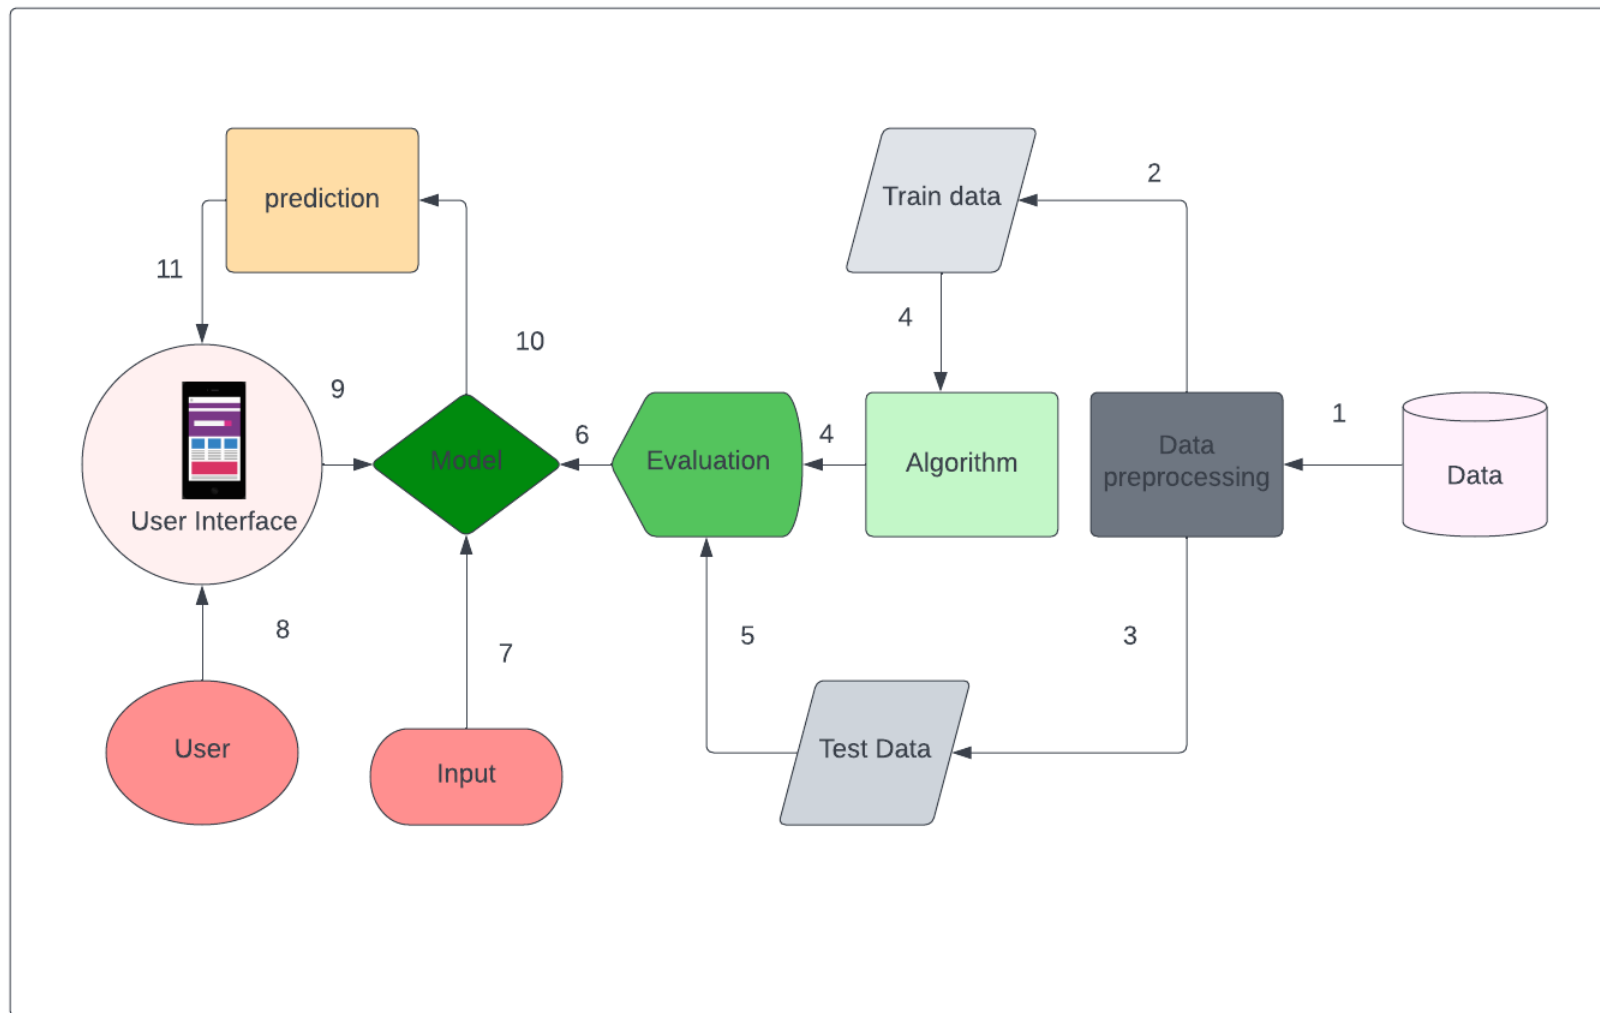 prediction
Train data
2
11
4
10
9
1
6
4
Model
Evaluation
Algorithm
Data
preprocessing
Data
User Interface
8
7
5
3
User
Input
Test Data